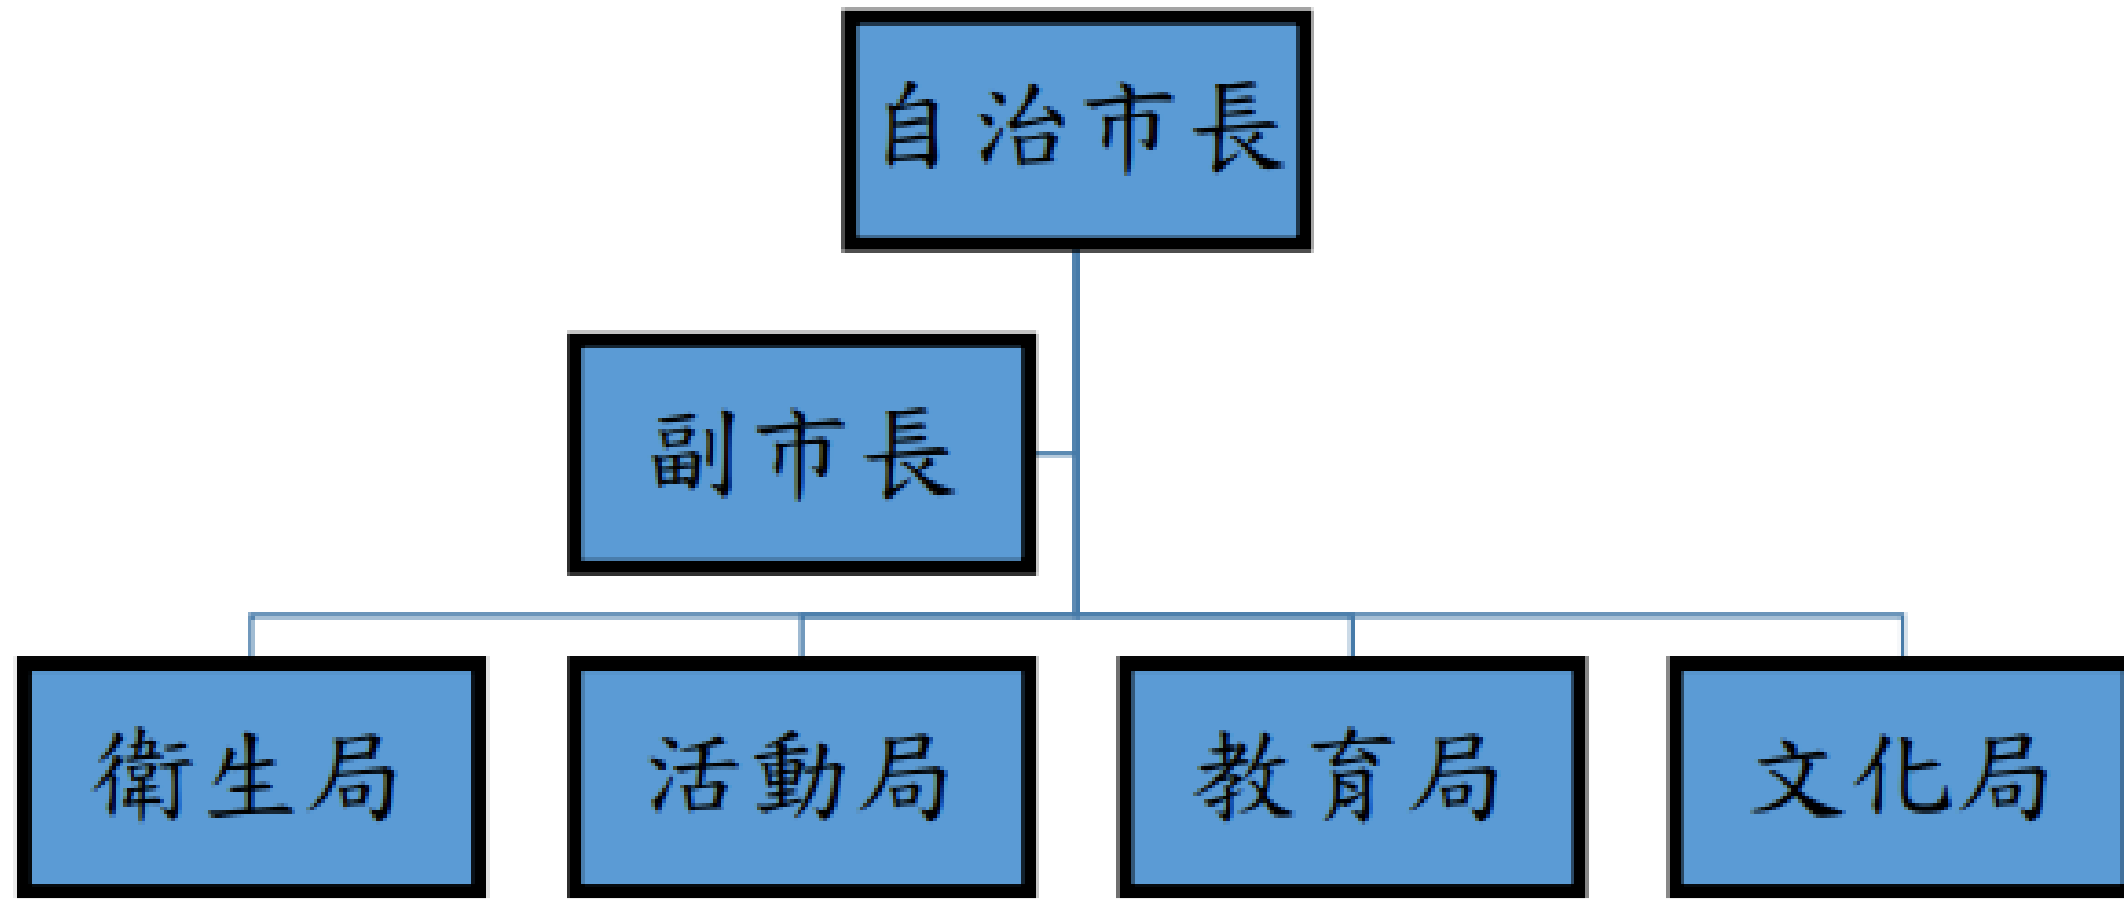 自治市長
副市長
衛生局
活動局
教育局
文化局